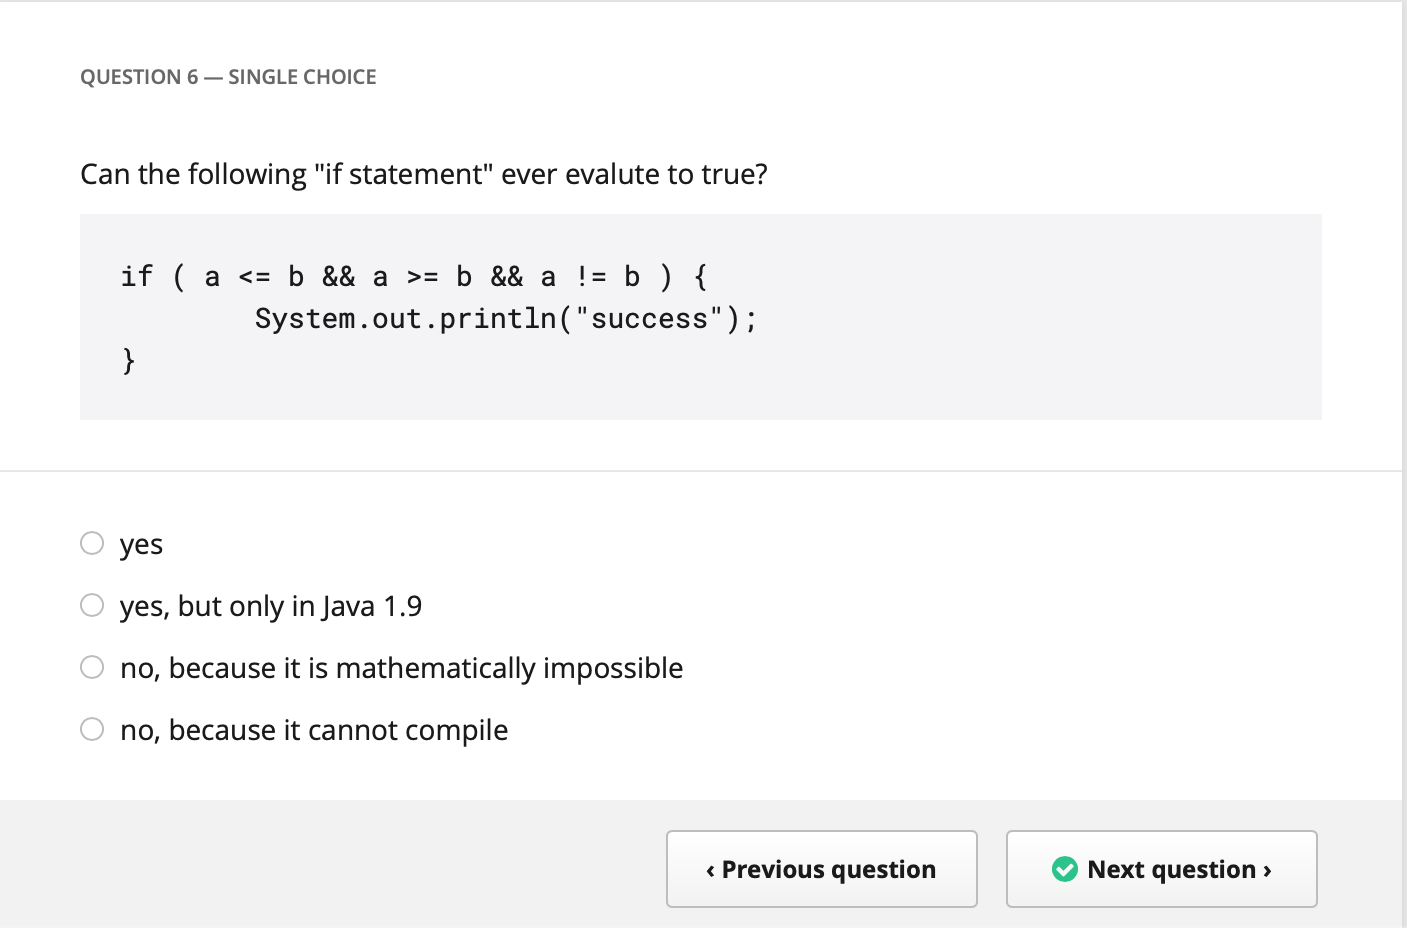 QUESTION 6 — SINGLE CHOICE
Can the following "if statement" ever evalute to true?
if ( a <= b && a >= b && a != b ) {
        System.out.println("success");
}
yes
yes, but only in Java 1.9
no, because it is mathematically impossible
no, because it cannot compile
‹ Previous question
Next question ›